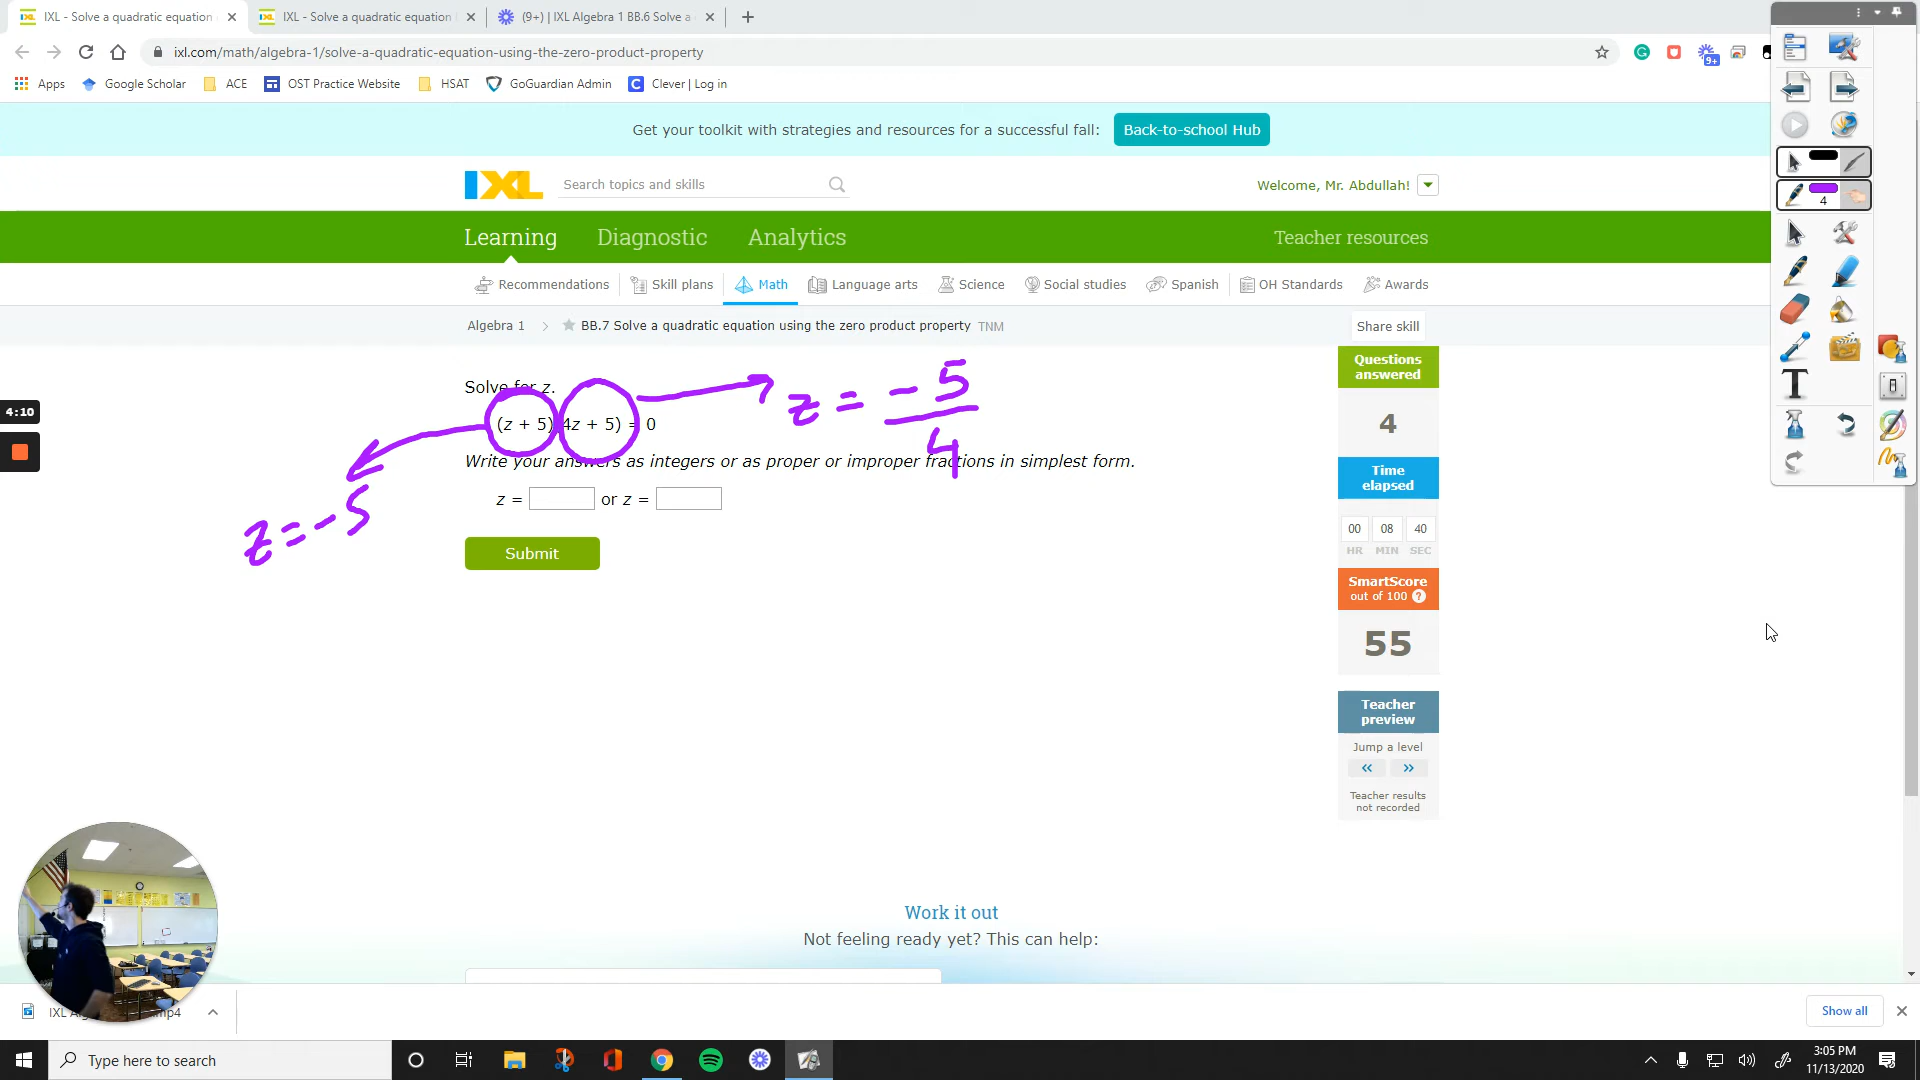 IXL - Solve a quadratic equation
IXL - Solve a quadratic equation
(9+) | IXL Algebra 1 BB.6 Solve a
ixl.com/math/algebra-1/solve-a-quadratic-equation-using-the-zero-product-property
9+
Apps
Google Scholar
ACE
OST Practice Website
HSAT
GoGuardian Admin
Clever | Log in
Get your toolkit with strategies and resources for a successful fall:
Back-to-school Hub
IXL
Search topics and skills
Welcome, Mr. Abdullah!
4
Learning
Diagnostic
Analytics
Teacher resources
Recommendations
Skill plans
Math
Language arts
Science
Social studies
Spanish
OH Standards
Awards
Algebra 1
BB.7 Solve a quadratic equation using the zero product property TNM
Share skill
Solve for z.
(z + 5)(4z + 5) = 0
z = -5/4
Write your answers as integers or as proper or improper fractions in simplest form.
z = or z =
z = -5
Submit
4:10
Questions answered
4
Time elapsed
00 08 40
HR MIN SEC
SmartScore
out of 100 ?
55
Teacher preview
Jump a level
Teacher results
not recorded
Work it out
Not feeling ready yet? This can help:
Show all
Type here to search
3:05 PM
11/13/2020